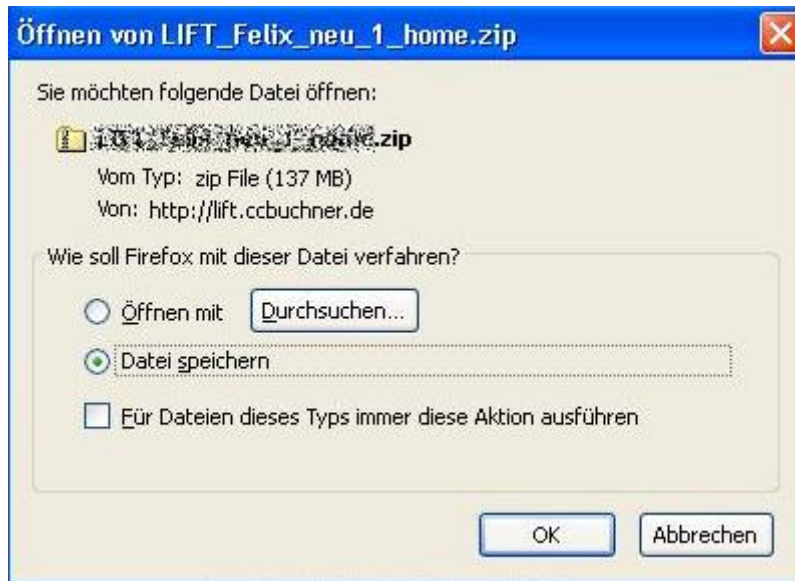 Öffnen von LIFT_Felix_neu_1_home.zip
Sie möchten folgende Datei öffnen:
.zip
Vom Typ: zip File (137 MB)
Von: http://lift.ccbuchner.de
Wie soll Firefox mit dieser Datei verfahren?
Öffnen mit Durchsuchen...
Datei speichern
Für Dateien dieses Typs immer diese Aktion ausführen
OK Abbrechen